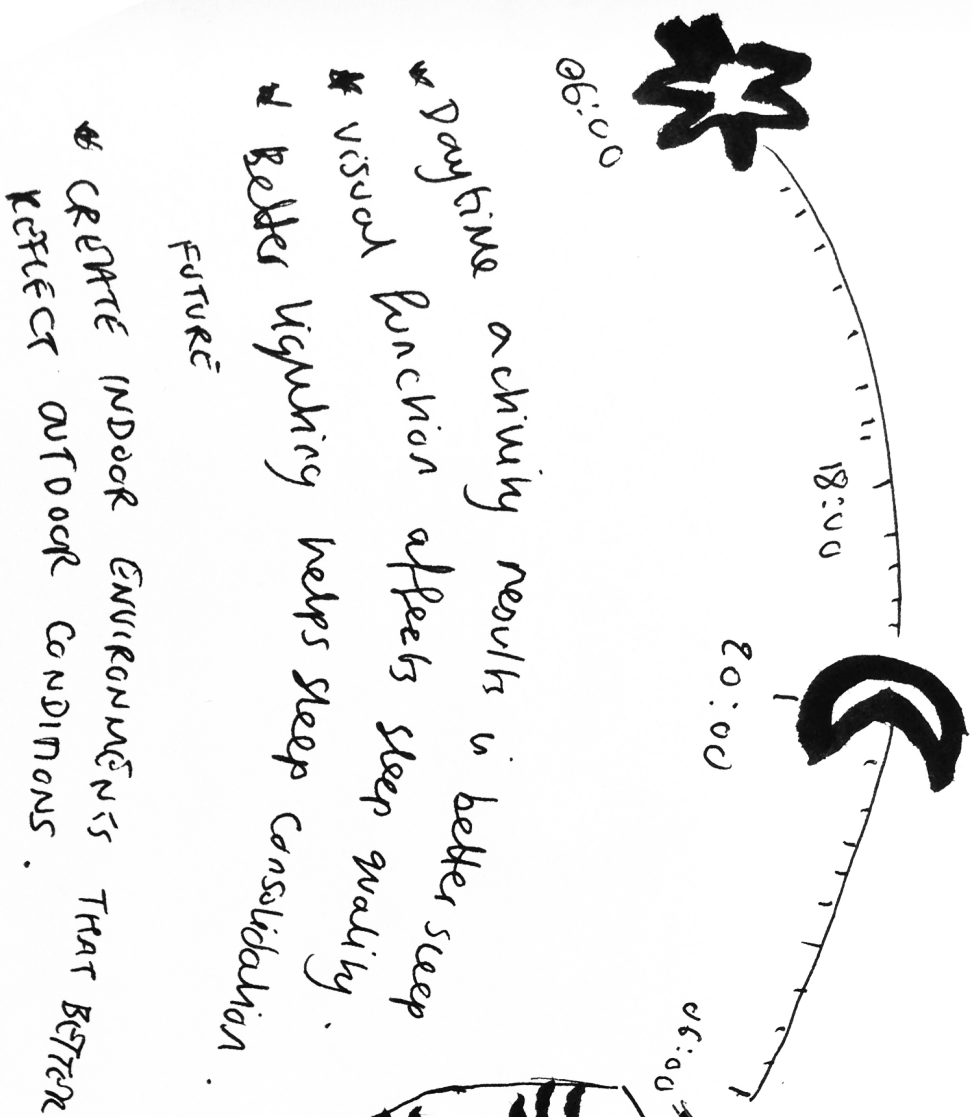 06:00
18:00
20:00
06:00
* Daytime activity results in better sleep
* Visual function affects sleep quality.
* Better lighting helps sleep consolidation.
FUTURE
* CREATE INDOOR ENVIRONMENTS THAT BETTER
REFLECT OUTDOOR CONDITIONS.